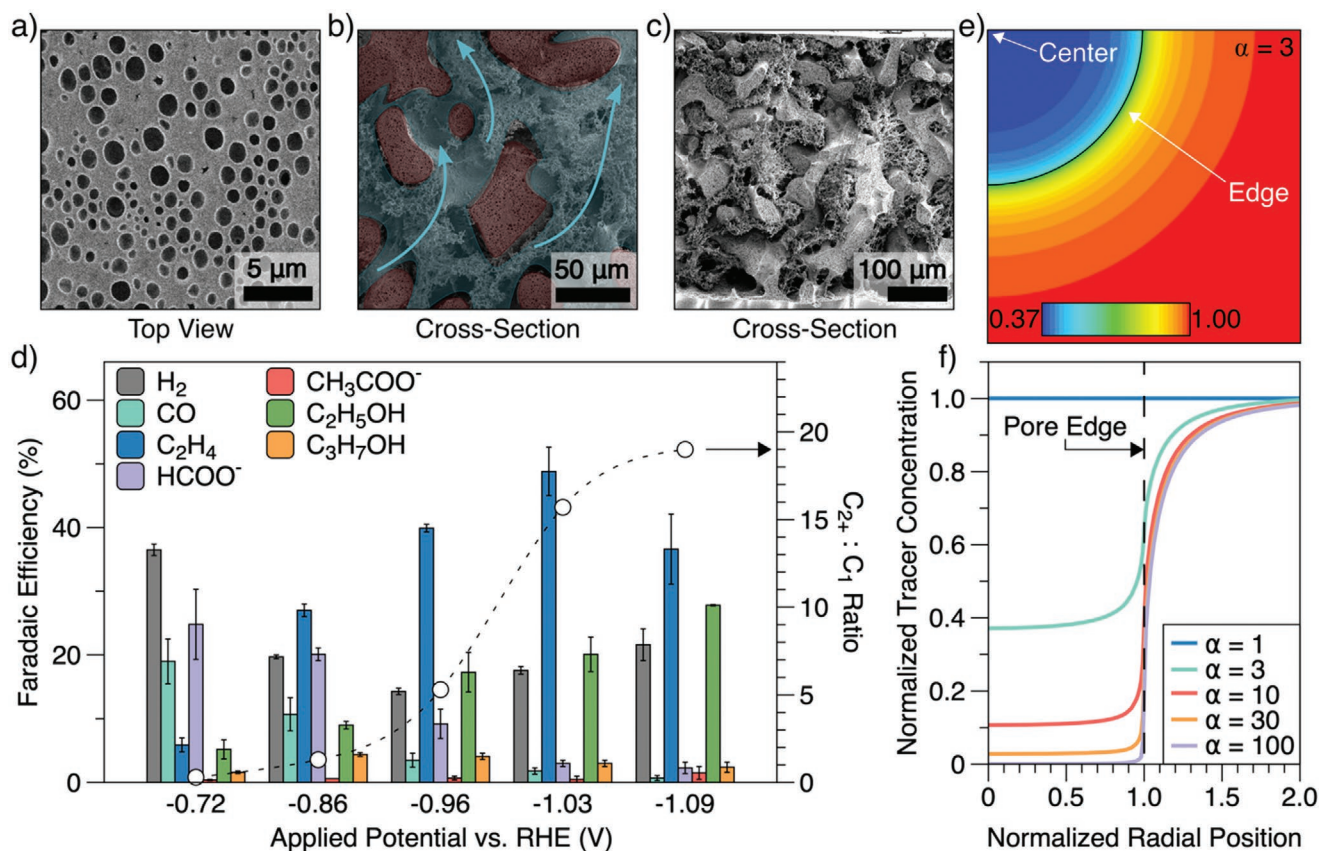 a)
5 µm
Top View
b)
50 µm
Cross-Section
c)
100 µm
Cross-Section
e)
Center
α = 3
Edge
0.37
1.00
d)
H2
CO
C2H4
HCOO-
CH3COO-
C2H5OH
C3H7OH
Faradaic Efficiency (%)
60
40
20
0
-0.72
-0.86
-0.96
-1.03
-1.09
Applied Potential vs. RHE (V)
20
15
10
5
0
C2+ : C1 Ratio
f)
Normalized Tracer Concentration
1.0
0.8
0.6
0.4
0.2
0
Pore Edge
α = 1
α = 3
α = 10
α = 30
α = 100
0
0.5
1.0
1.5
2.0
Normalized Radial Position